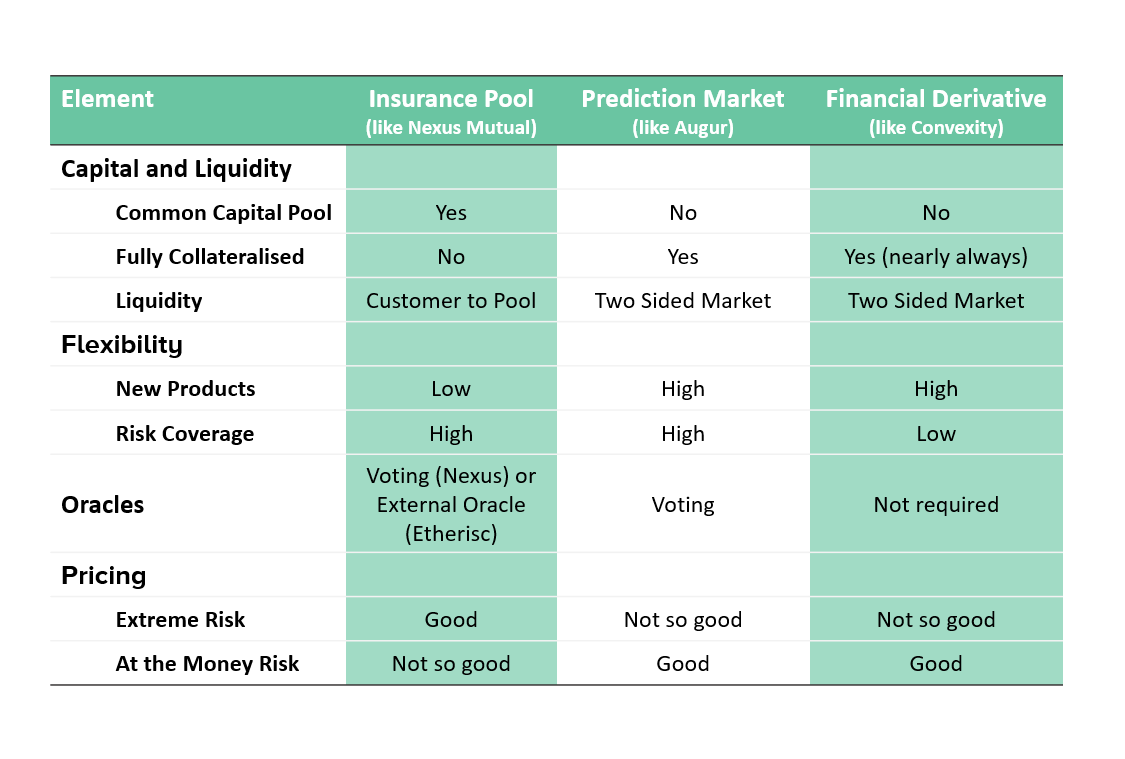 Element Insurance Pool Prediction Market Financial Derivative
(like Nexus Mutual) (like Augur) (like Convexity)
Capital and Liquidity
Common Capital Pool Yes No No
Fully Collateralised No Yes Yes (nearly always)
Liquidity Customer to Pool Two Sided Market Two Sided Market
Flexibility
New Products Low High High
Risk Coverage High High Low
Voting (Nexus) or
Oracles External Oracle Voting Not required
(Etherisc)
Pricing
Extreme Risk Good Not so good Not so good
At the Money Risk Not so good Good Good